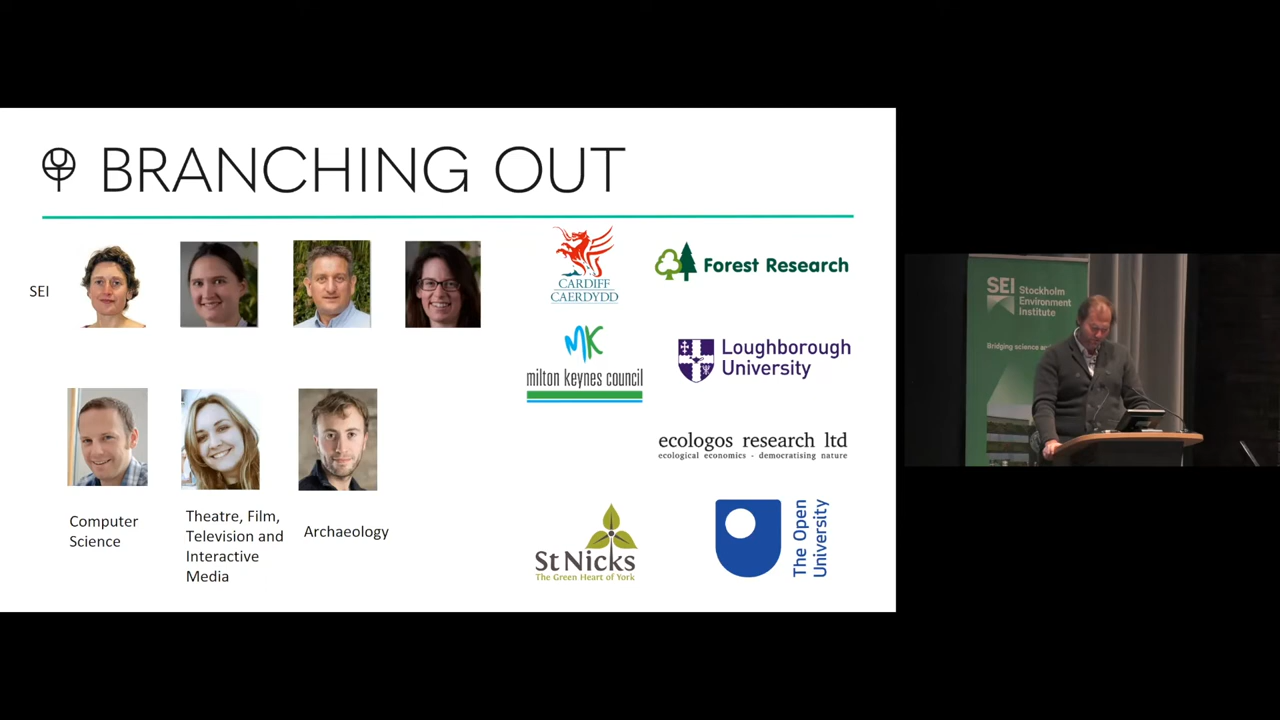 BRANCHING OUT
SEI
Computer
Science
Theatre, Film,
Television and
Interactive
Media
Archaeology
CARDIFF
CAERDYDD
Forest Research
MK
milton keynes council
Loughborough
University
ecologos research ltd
ecological economics - democratising nature
St Nicks
The Green Heart of York
The Open
University
SEI
Stockholm
Environment
Institute
Bridging science